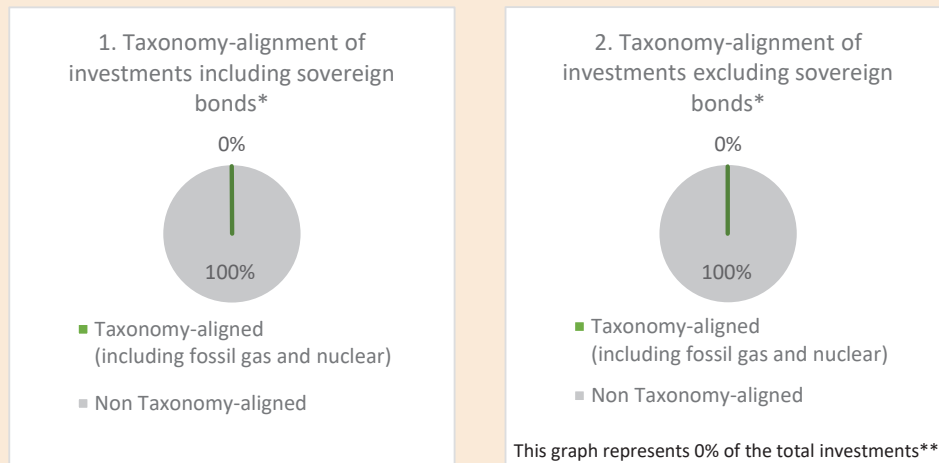 1. Taxonomy-alignment of
investments including sovereign
bonds*
0%
100%
Taxonomy-aligned
(including fossil gas and nuclear)
Non Taxonomy-aligned
2. Taxonomy-alignment of
investments excluding sovereign
bonds*
0%
100%
Taxonomy-aligned
(including fossil gas and nuclear)
Non Taxonomy-aligned
This graph represents 0% of the total investments**